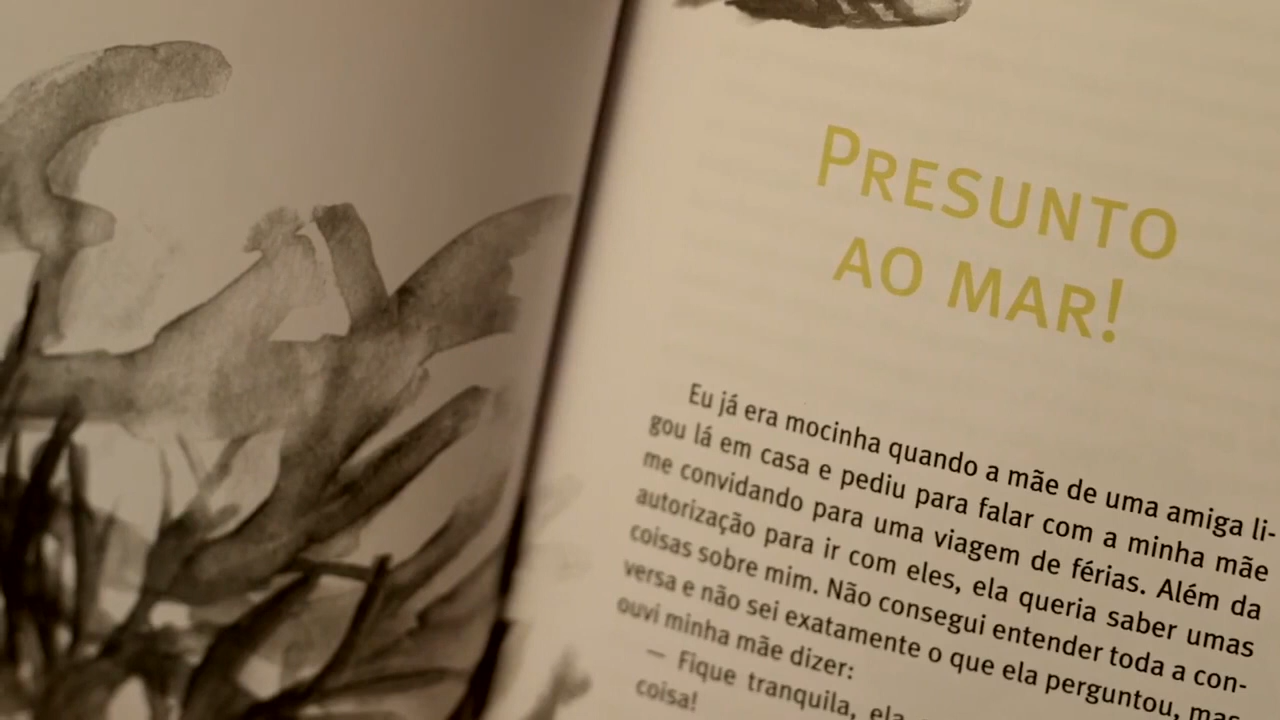 PRESUNTO
AO MAR!
Eu já era mocinha quando a mãe de uma amiga li-
gou lá em casa e pediu para falar com a minha mãe
me convidando para uma viagem de férias. Além da
autorização para ir com eles, ela queria saber umas
coisas sobre mim. Não consegui entender toda a con-
versa e não sei exatamente o que ela perguntou, mas
ouvi minha mãe dizer:
— Fique tranquila, ela
coisa!